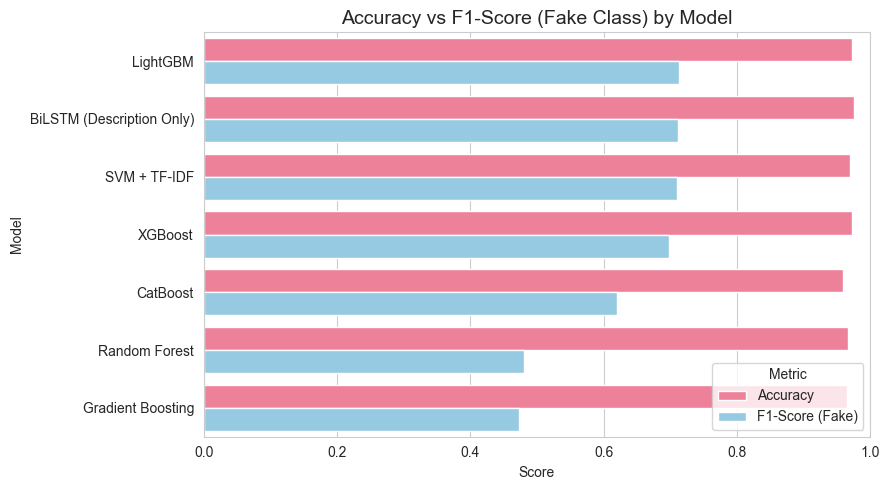 Accuracy vs F1-Score (Fake Class) by Model
LightGBM
BiLSTM (Description Only)
SVM + TF-IDF
XGBoost
CatBoost
Random Forest
Gradient Boosting
Model
Metric
Accuracy
F1-Score (Fake)
0.0 0.2 0.4 0.6 0.8 1.0
Score